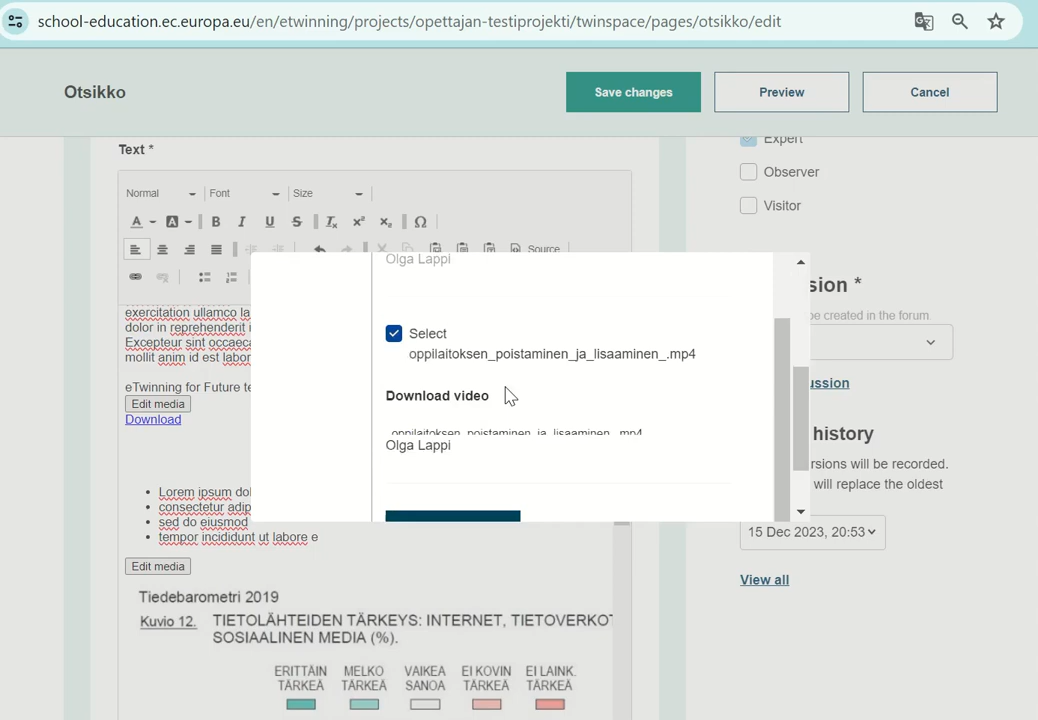 school-education.ec.europa.eu/en/etwinning/projects/opettajan-testiprojekti/twinspace/pages/otsikko/edit
Otsikko
Save changes
Preview
Cancel
Text *
Normal
Font
Size
Source
exercitation ullamco la
dolor in reprehenderit i
Excepteur sint occaeca
mollit anim id est labor
eTwinning for Future te
Edit media
Download
Lorem ipsum dol
consectetur adip
sed do eiusmod
tempor incididunt ut labore e
Edit media
Tiedebarometri 2019
Kuvio 12.
TIETOLÄHTEIDEN TÄRKEYS: INTERNET, TIETOVERKOT
SOSIAALINEN MEDIA (%).
ERITTÄIN
TÄRKEÄ
MELKO
TÄRKEÄ
VAIKEA
SANOA
EI KOVIN
TÄRKEÄ
EI LAINK.
TÄRKEÄ
Olga Lappi
Select
oppilaitoksen_poistaminen_ja_lisaaminen_.mp4
Download video
oppilaitoksen_poistaminen_ja_lisaaminen_.mp4
Olga Lappi
Expert
Observer
Visitor
sion *
be created in the forum.
ussion
history
rsions will be recorded.
will replace the oldest
15 Dec 2023, 20:53
View all